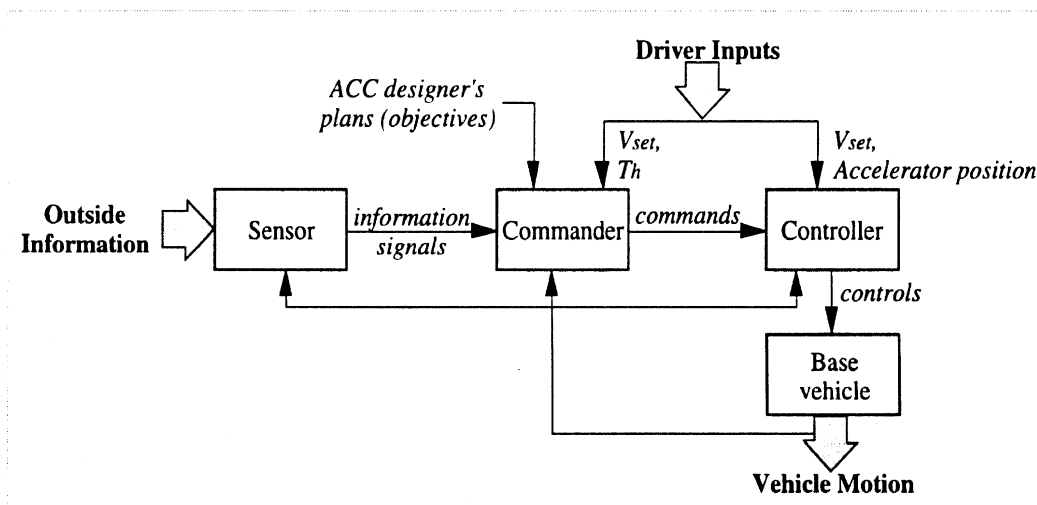 Driver Inputs
ACC designer's
plans (objectives)
Vset,
Th
Vset,
Accelerator position
Outside
Information
Sensor
information
signals
Commander
commands
Controller
controls
Base
vehicle
Vehicle Motion